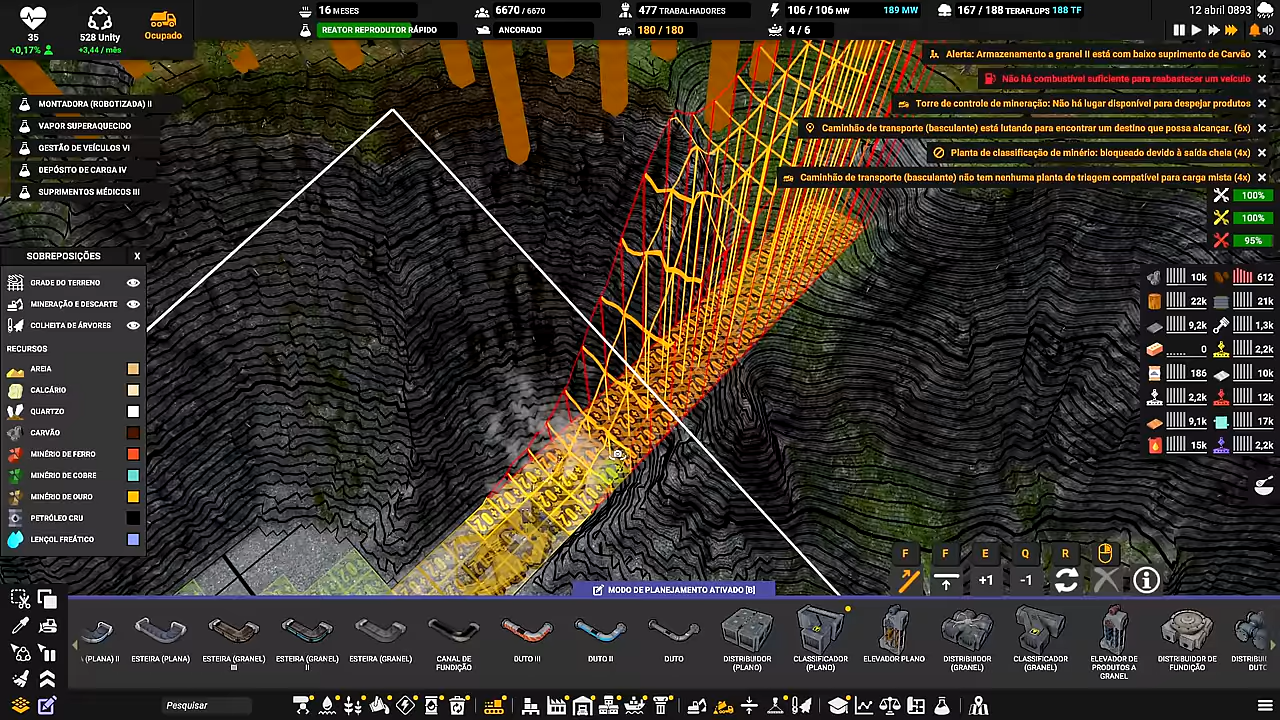 35
+0,17%
528 Unity
+3,44 / mês
Ocupado
16 MESES
REATOR REPRODUTOR RÁPIDO
6670 / 6670
ANCORADO
477 TRABALHADORES
180 / 180
106 / 106 MW 189 MW
4 / 6
167 / 188 TERAFLOPS 188 TF
12 abril 0893
Alerta: Armazenamento a granel II está com baixo suprimento de Carvão X
Não há combustível suficiente para reabastecer um veículo X
Torre de controle de mineração: Não há lugar disponível para despejar produtos X
Caminhão de transporte (basculante) está lutando para encontrar um destino que possa alcançar. (6x) X
Planta de classificação de minério: bloqueado devido à saída cheia (4x) X
Caminhão de transporte (basculante) não tem nenhuma planta de triagem compatível para carga mista (4x) X
100%
100%
95%
MONTADORA (ROBOTIZADA) II
VAPOR SUPERAQUECIDO
GESTÃO DE VEÍCULOS VI
DEPÓSITO DE CARGA IV
SUPRIMENTOS MÉDICOS III
SOBREPOSIÇÕES X
GRADE DO TERRENO
MINERAÇÃO E DESCARTE
COLHEITA DE ÁRVORES
RECURSOS
AREIA
CALCÁRIO
QUARTZO
CARVÃO
MINÉRIO DE FERRO
MINÉRIO DE COBRE
MINÉRIO DE OURO
PETRÓLEO CRU
LENÇOL FREÁTICO
10k 612
22k 21k
9,2k 1,3k
0 2,2k
186 10k
2,2k 12k
9,1k 17k
15k 2,2k
F F E Q R
+1 -1
MODO DE PLANEJAMENTO ATIVADO [B]
(PLANA) II
ESTEIRA (PLANA)
ESTEIRA (GRANEL) III
ESTEIRA (GRANEL) II
ESTEIRA (GRANEL)
CANAL DE FUNDIÇÃO
DUTO III
DUTO II
DUTO
DISTRIBUIDOR (PLANO)
CLASSIFICADOR (PLANO)
ELEVADOR PLANO
DISTRIBUIDOR (GRANEL)
CLASSIFICADOR (GRANEL)
ELEVADOR DE PRODUTOS A GRANEL
DISTRIBUIDOR DE FUNDIÇÃO
Pesquisar